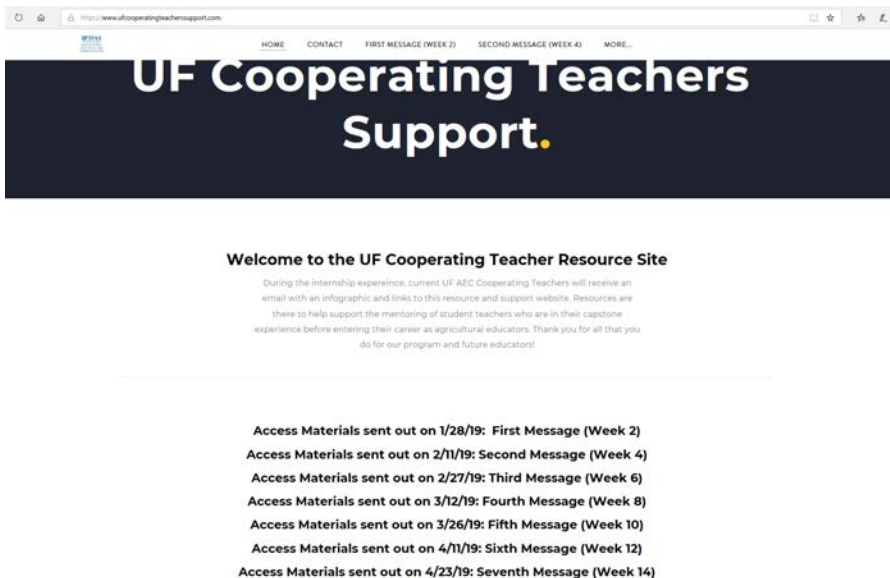 https://www.ufcooperatingteacherssupport.com/
HOME CONTACT FIRST MESSAGE (WEEK 2) SECOND MESSAGE (WEEK 4) MORE...
UF Cooperating Teachers
Support.
Welcome to the UF Cooperating Teacher Resource Site
During the internship expereince, current UF AEC Cooperating Teachers will receive an
email with an infographic and links to this resource and support website. Resources are
there to help support the mentoring of student teachers who are in their capstone
experience before entering their career as agricultural educators. Thank you for all that you
do for our program and future educators!
Access Materials sent out on 1/28/19: First Message (Week 2)
Access Materials sent out on 2/11/19: Second Message (Week 4)
Access Materials sent out on 2/27/19: Third Message (Week 6)
Access Materials sent out on 3/12/19: Fourth Message (Week 8)
Access Materials sent out on 3/26/19: Fifth Message (Week 10)
Access Materials sent out on 4/11/19: Sixth Message (Week 12)
Access Materials sent out on 4/23/19: Seventh Message (Week 14)